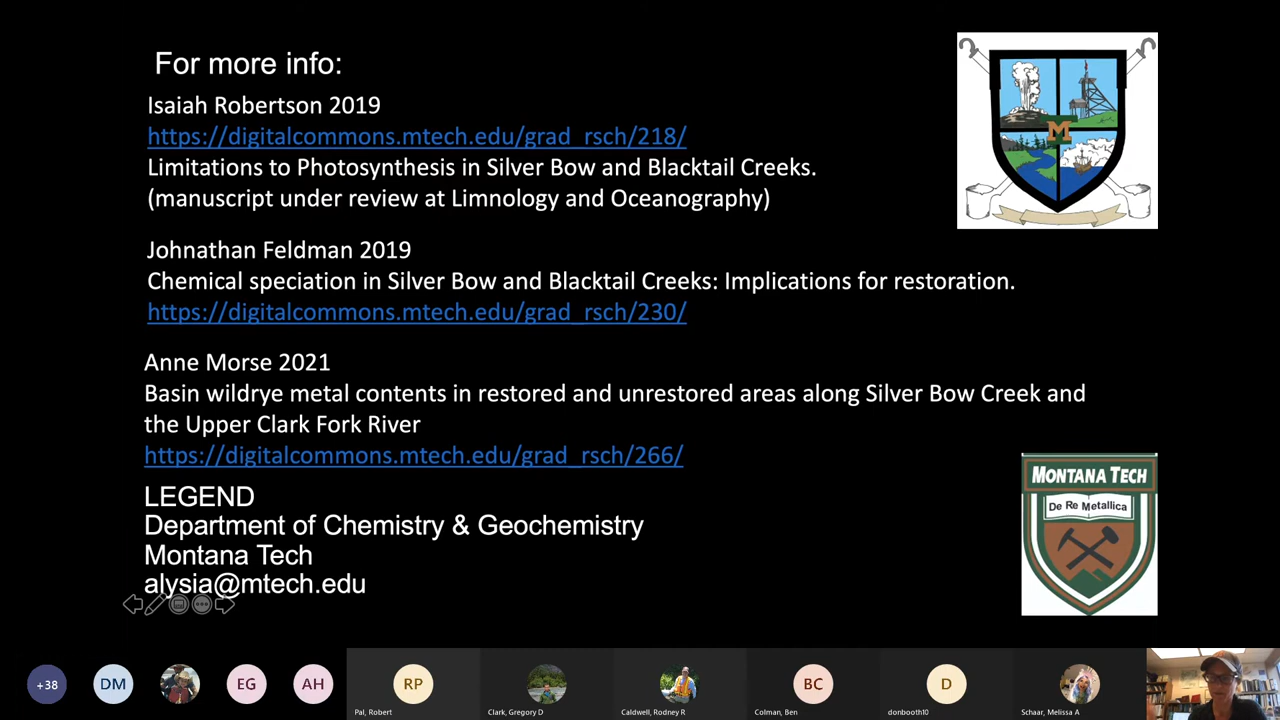 For more info:
Isaiah Robertson 2019
https://digitalcommons.mtech.edu/grad_rsch/218/
Limitations to Photosynthesis in Silver Bow and Blacktail Creeks.
(manuscript under review at Limnology and Oceanography)
M
Johnathan Feldman 2019
Chemical speciation in Silver Bow and Blacktail Creeks: Implications for restoration.
https://digitalcommons.mtech.edu/grad_rsch/230/
Anne Morse 2021
Basin wildrye metal contents in restored and unrestored areas along Silver Bow Creek and
the Upper Clark Fork River
https://digitalcommons.mtech.edu/grad_rsch/266/
MONTANA TECH
De Re Metallica
LEGEND
Department of Chemistry & Geochemistry
Montana Tech
alysia@mtech.edu
+38
DM
EG
AH
RP
BC
D
Pal, Robert
Clark, Gregory D
Caldwell, Rodney R
Colman, Ben
donbooth10
Schaar, Melissa A